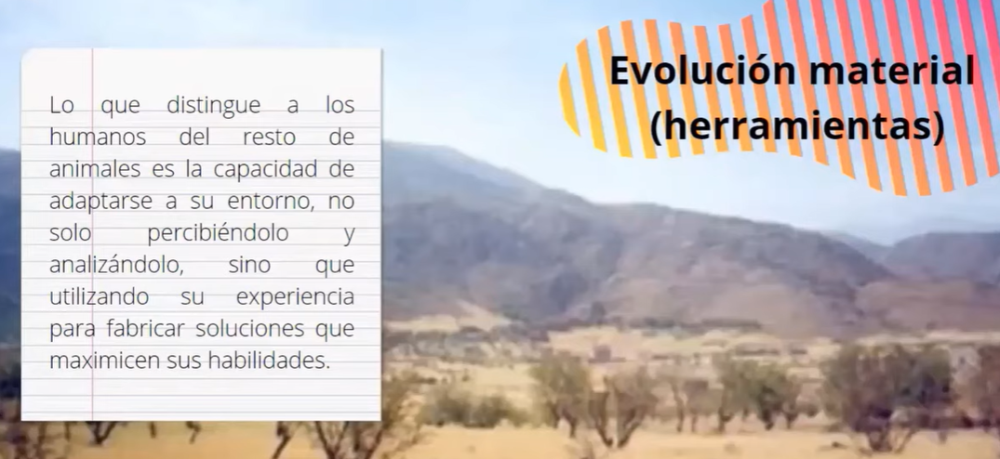 Evolución material
(herramientas)
Lo que distingue a los
humanos del resto de
animales es la capacidad de
adaptarse a su entorno, no
solo percibiéndolo y
analizándolo, sino que
utilizando su experiencia
para fabricar soluciones que
maximicen sus habilidades.